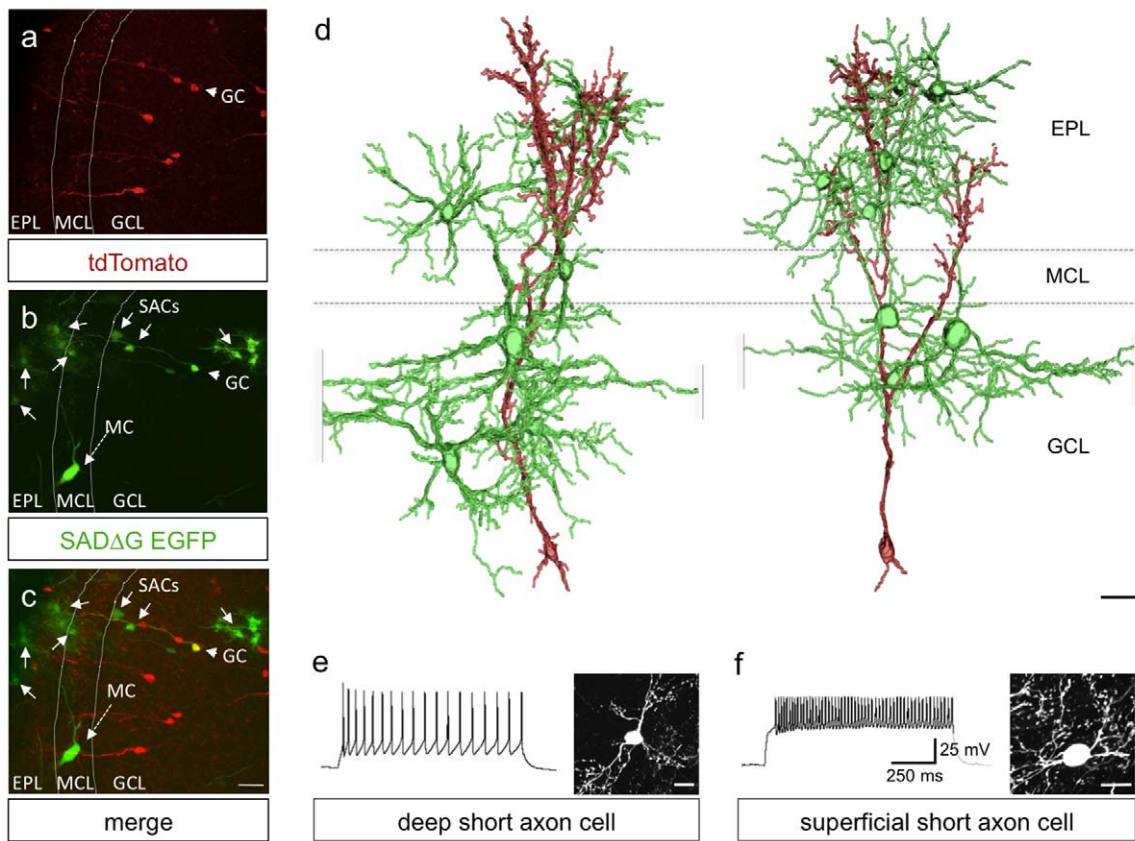 a
GC
EPL MCL GCL
tdTomato
b
SACs
GC
MC
EPL MCL GCL
SADΔG EGFP
c
SACs
GC
MC
EPL MCL GCL
merge
d
EPL
MCL
GCL
e
deep short axon cell
f
25 mV
250 ms
superficial short axon cell